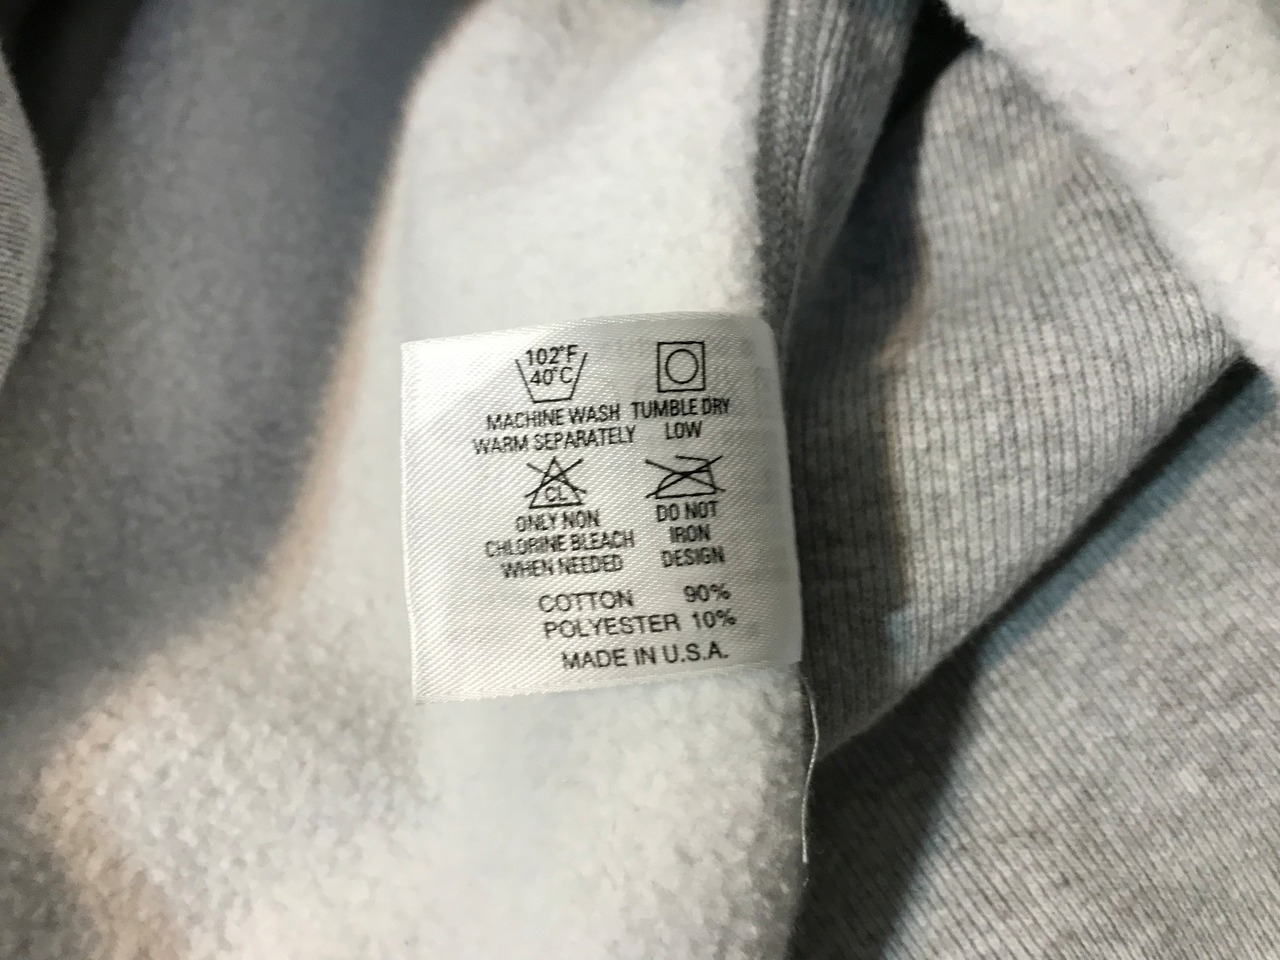 102°F
40°C
MACHINE WASH
WARM SEPARATELY
TUMBLE DRY
LOW
CL
ONLY NON
CHLORINE BLEACH
WHEN NEEDED
DO NOT
IRON
DESIGN
COTTON 90%
POLYESTER 10%
MADE IN U.S.A.